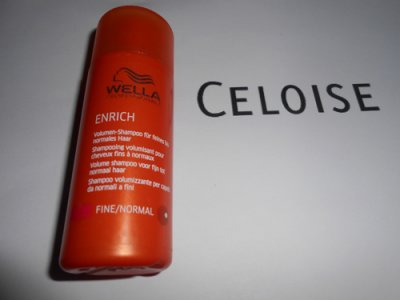 WELLA
ENRICH
Volumen-Shampoo für feines bis
normales Haar
Shampooing volumisant pour
cheveux fins à normaux
Volume shampoo voor fijn tot
normaal haar
Shampoo volumizzante per capelli
da normali a fini
FINE/NORMAL
CELOISE